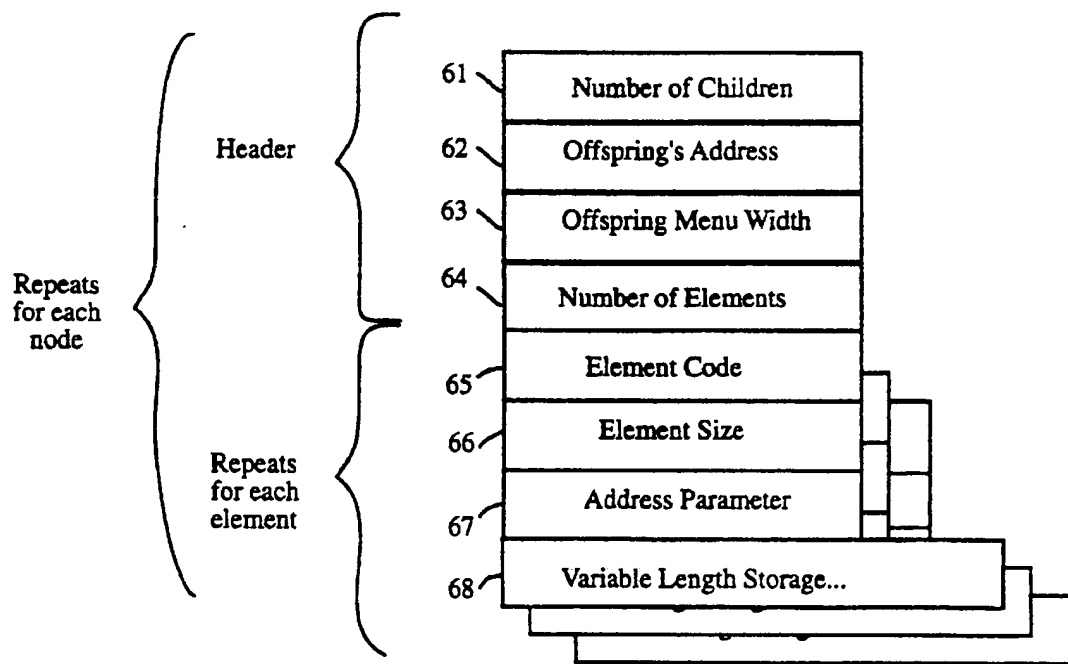 61
Number of Children
Header
62
Offspring's Address
63
Offspring Menu Width
Repeats
for each
node
64
Number of Elements
65
Element Code
66
Element Size
Repeats
for each
element
67
Address Parameter
68
Variable Length Storage...